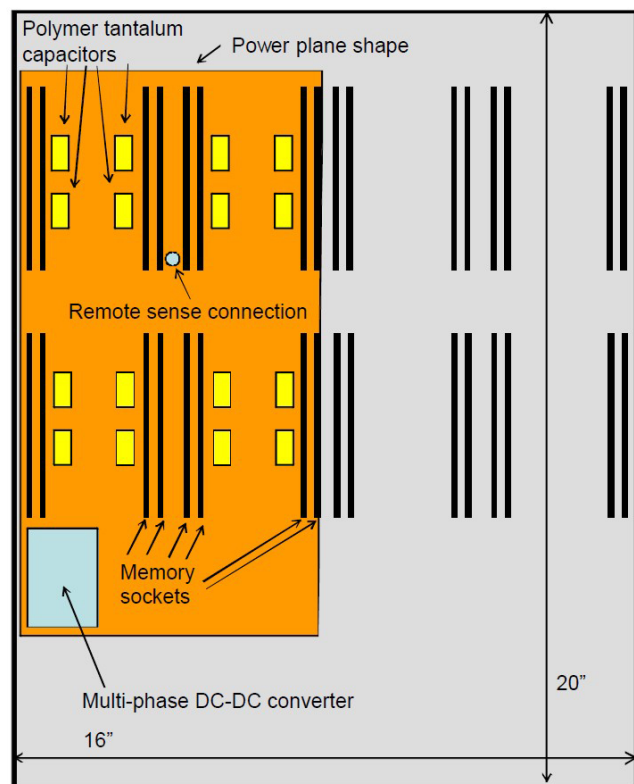 Polymer tantalum
capacitors
Power plane shape
Remote sense connection
Memory
sockets
Multi-phase DC-DC converter
20”
16”